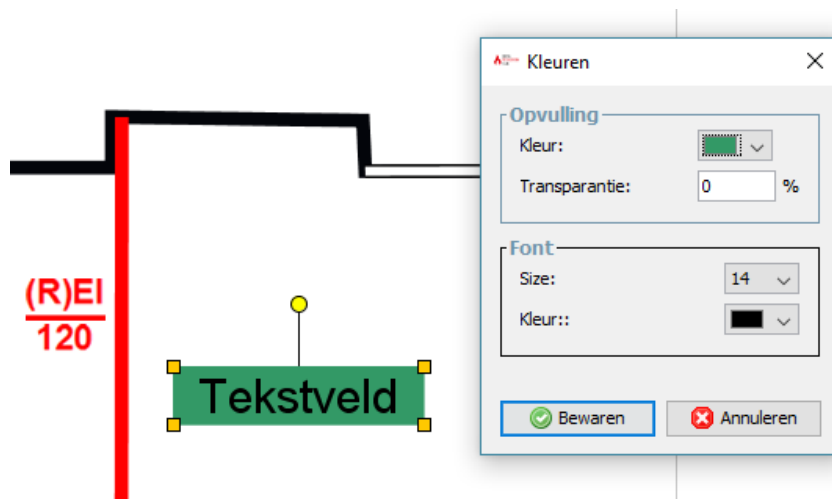 Kleuren
Opvulling
Kleur:
Transparantie:
0
%
Font
Size:
14
Kleur::
Bewaren
Annuleren
(R)EI
120
Tekstveld